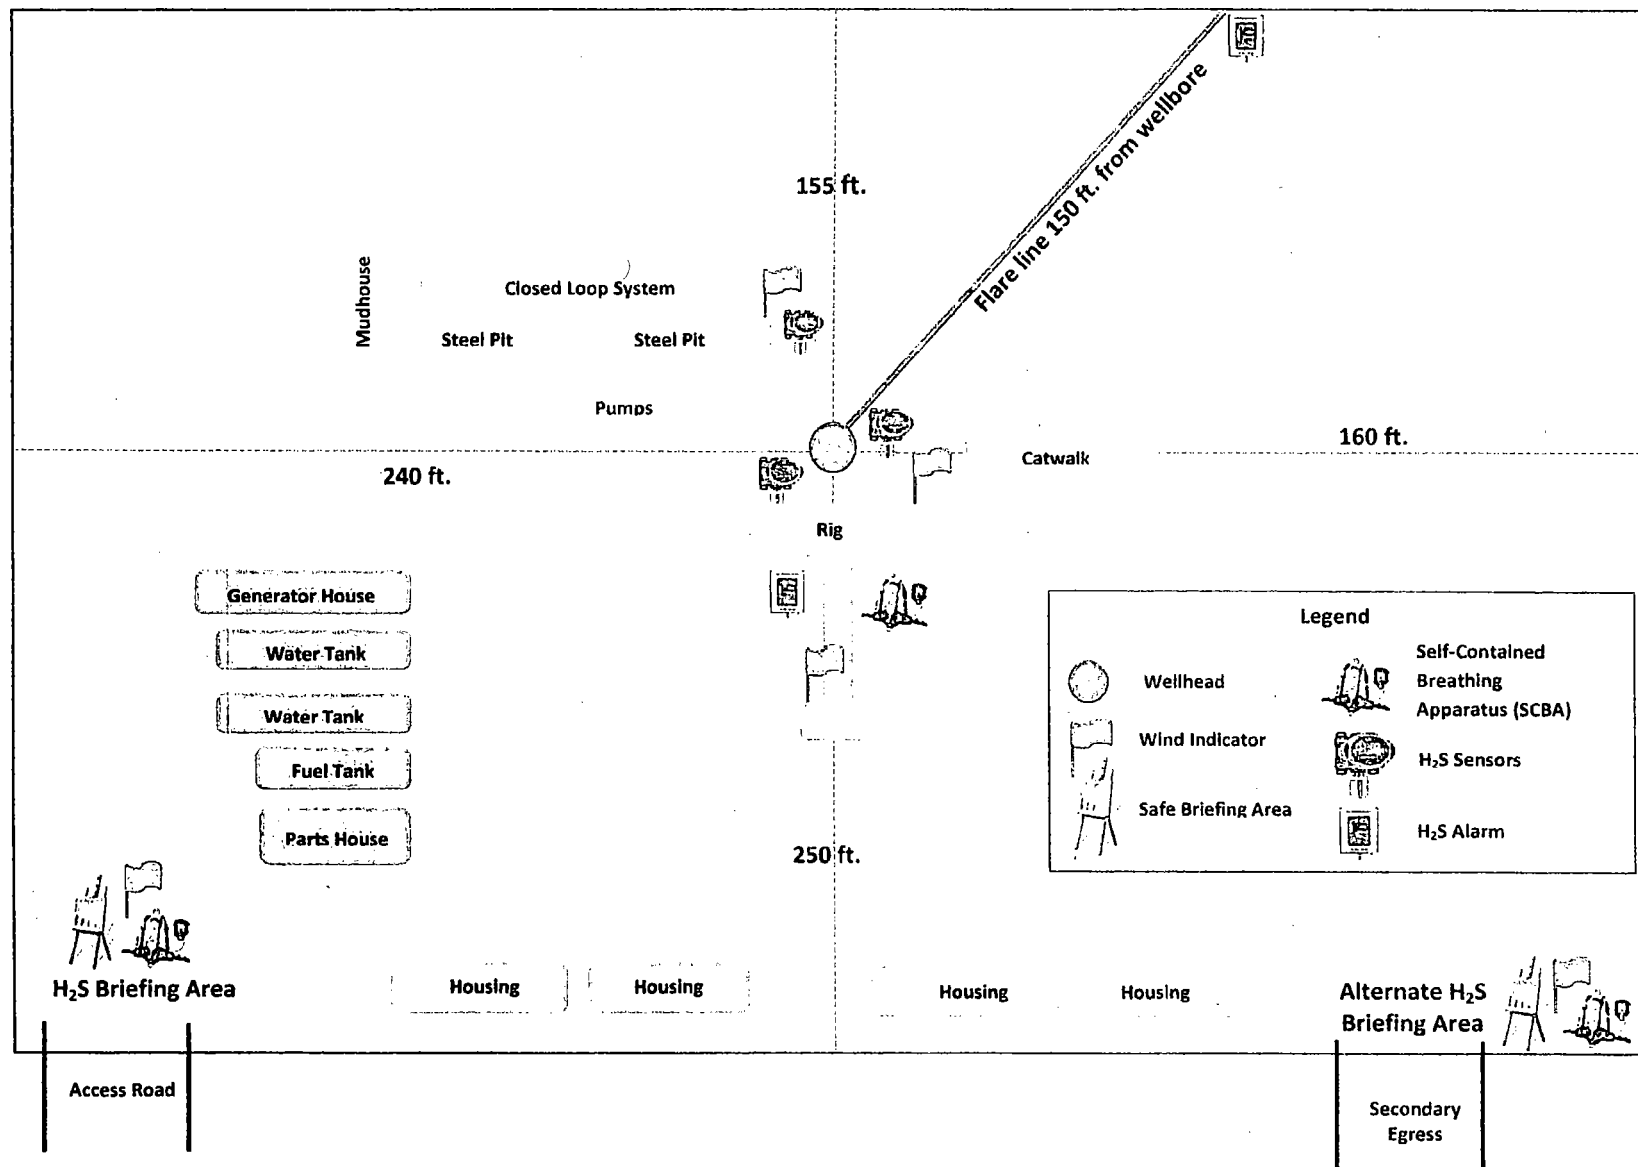 155 ft.
Flare line 150 ft. from wellbore
Mudhouse
Closed Loop System
Steel Pit
Steel Pit
Pumps
160 ft.
Catwalk
240 ft.
Rig
Generator House
Water Tank
Water Tank
Fuel Tank
Parts House
250 ft.
Legend
Wellhead
Wind Indicator
Safe Briefing Area
Self-Contained
Breathing
Apparatus (SCBA)
H₂S Sensors
H₂S Alarm
H₂S Briefing Area
Housing
Housing
Housing
Housing
Alternate H₂S
Briefing Area
Access Road
Secondary
Egress